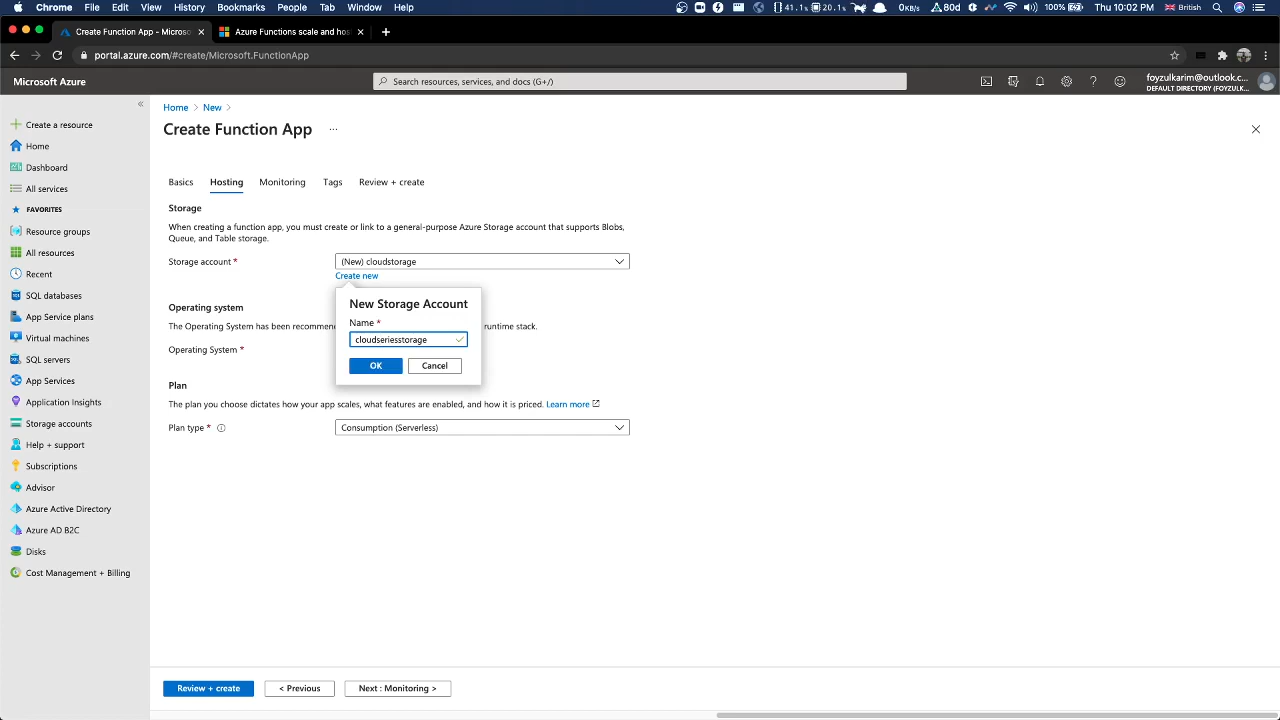 Chrome File Edit View History Bookmarks People Tab Window Help 41.1s 20.1 0KB/s 80d 100% Thu 10:02 PM British
Create Function App - Microso Azure Functions scale and hos
portal.azure.com/#create/Microsoft.FunctionApp
Microsoft Azure
Search resources, services, and docs (G+/)
foyzulkarim@outlook.c...
DEFAULT DIRECTORY (FOYZULK...
Create a resource
Home
Dashboard
All services
FAVORITES
Resource groups
All resources
Recent
SQL databases
App Service plans
Virtual machines
SQL servers
App Services
Application Insights
Storage accounts
Help + support
Subscriptions
Advisor
Azure Active Directory
Azure AD B2C
Disks
Cost Management + Billing
Home > New >
Create Function App ...
Basics Hosting Monitoring Tags Review + create
Storage
When creating a function app, you must create or link to a general-purpose Azure Storage account that supports Blobs,
Queue, and Table storage.
Storage account *
(New) cloudstorage
Create new
New Storage Account
Name *
cloudseriesstorage
OK Cancel
Operating system
The Operating System has been recommen runtime stack.
Operating System *
Plan
The plan you choose dictates how your app scales, what features are enabled, and how it is priced. Learn more
Plan type *
Consumption (Serverless)
Review + create < Previous Next : Monitoring >